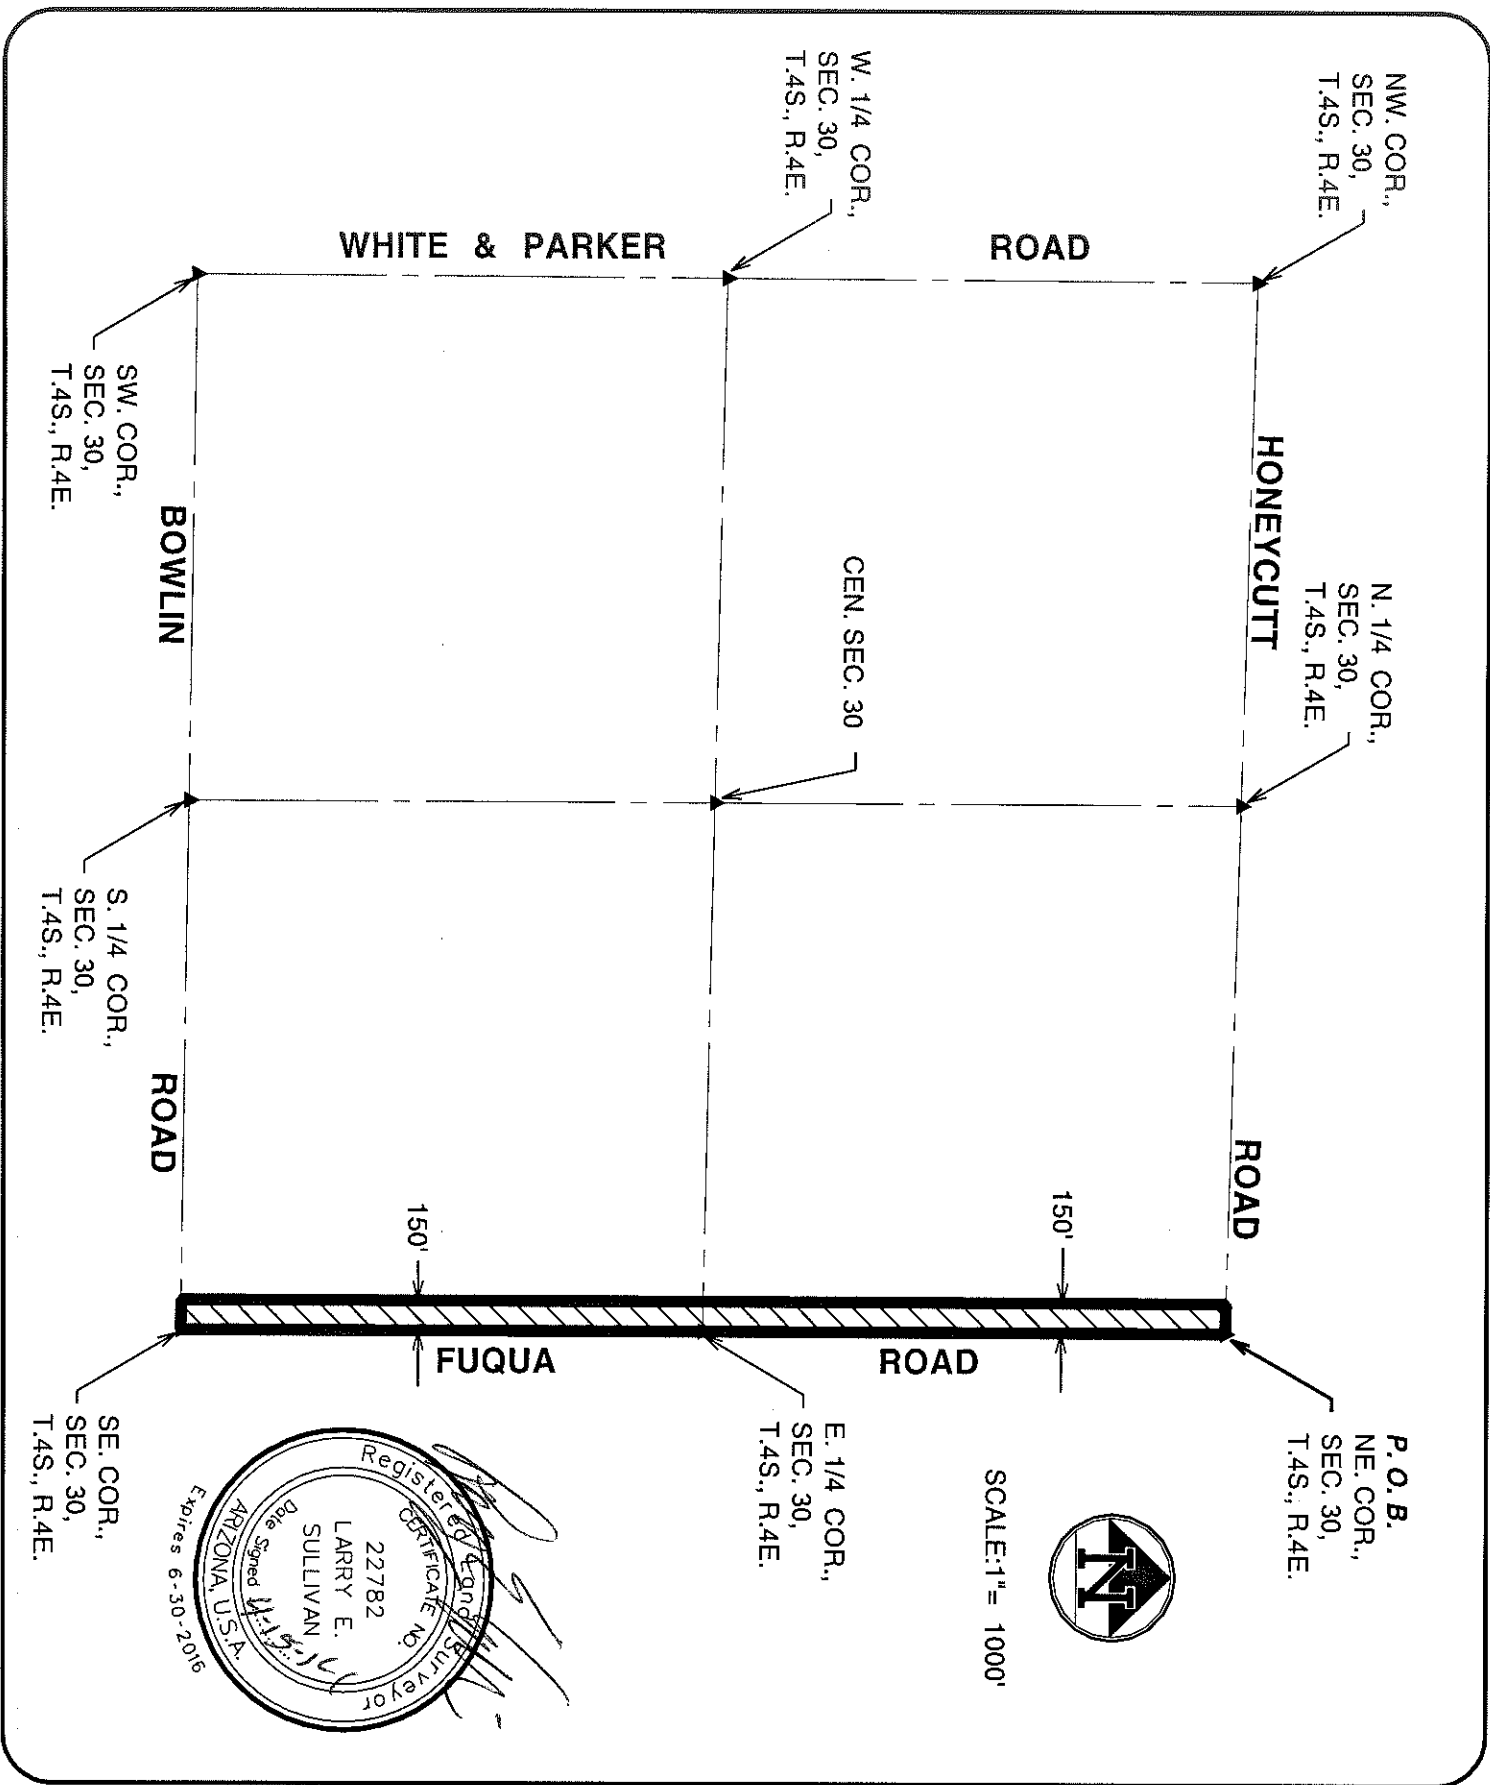 NW. COR.,
SEC. 30,
T.4S., R.4E.
N. 1/4 COR.,
SEC. 30,
T.4S., R.4E.
P.O.B.
NE. COR.,
SEC. 30,
T.4S., R.4E.
HONEYCUTT
ROAD
W. 1/4 COR.,
SEC. 30,
T.4S., R.4E.
CEN. SEC. 30
E. 1/4 COR.,
SEC. 30,
T.4S., R.4E.
WHITE & PARKER
ROAD
150'
150'
FUQUA
ROAD
N
SCALE:1"= 1000'
SW. COR.,
SEC. 30,
T.4S., R.4E.
BOWLIN
ROAD
S. 1/4 COR.,
SEC. 30,
T.4S., R.4E.
SE. COR.,
SEC. 30,
T.4S., R.4E.
Registered Land Surveyor
CERTIFICATE NO.
22782
LARRY E.
SULLIVAN
Date Signed
ARIZONA, U.S.A.
Expires 6-30-2016